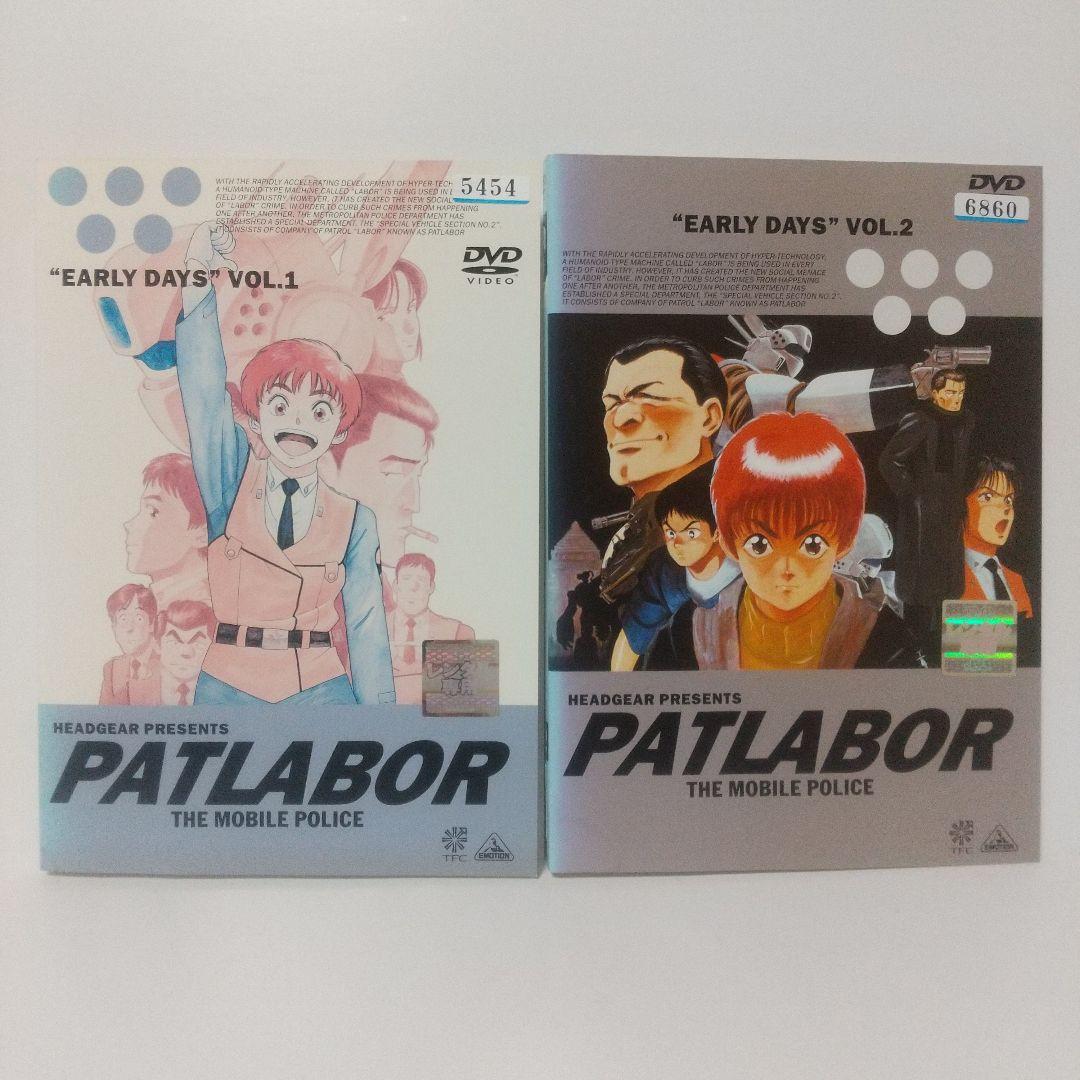 WITH THE RAPIDLY ACCELERATING DEVELOPMENT OF HYPER-TECH
A HUMANOID-TYPE MACHINE CALLED "LABOR" IS BEING USED IN E
FIELD OF INDUSTRY. HOWEVER, IT HAS CREATED THE NEW SOCIAL
OF "LABOR" CRIME. IN ORDER TO CURB SUCH CRIMES FROM HAPPENING
ONE AFTER ANOTHER, THE METROPOLITAN POLICE DEPARTMENT HAS
ESTABLISHED A SPECIAL DEPARTMENT, THE "SPECIAL VEHICLE SECTION NO.2".
IT CONSISTS OF COMPANY OF PATROL "LABOR" KNOWN AS PATLABOR
5454
DVD
VIDEO
"EARLY DAYS" VOL.1
HEADGEAR PRESENTS
PATLABOR
THE MOBILE POLICE
TFC
EMOTION
DVD
6860
"EARLY DAYS" VOL.2
WITH THE RAPIDLY ACCELERATING DEVELOPMENT OF HYPER-TECHNOLOGY,
A HUMANOID-TYPE MACHINE CALLED "LABOR" IS BEING USED IN EVERY
FIELD OF INDUSTRY. HOWEVER, IT HAS CREATED THE NEW SOCIAL MENACE
OF "LABOR" CRIME. IN ORDER TO CURB SUCH CRIMES FROM HAPPENING
ONE AFTER ANOTHER, THE METROPOLITAN POLICE DEPARTMENT HAS
ESTABLISHED A SPECIAL DEPARTMENT, THE "SPECIAL VEHICLE SECTION NO.2".
IT CONSISTS OF COMPANY OF PATROL "LABOR" KNOWN AS PATLABOR
HEADGEAR PRESENTS
PATLABOR
THE MOBILE POLICE
TFC
EMOTION